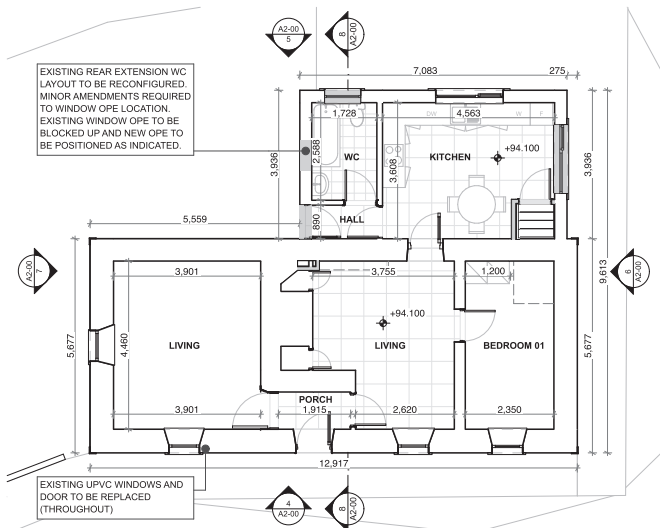 A2-00
5
8
A2-00
7,083
275
EXISTING REAR EXTENSION WC
LAYOUT TO BE RECONFIGURED.
MINOR AMENDMENTS REQUIRED
TO WINDOW OPE LOCATION.
EXISTING WINDOW OPE TO BE
BLOCKED UP AND NEW OPE TO
BE POSITIONED AS INDICATED.
1,728
DW
4,563
W
F
3,936
2,588
WC
3,608
KITCHEN
+94.100
3,936
5,559
890
HALL
A2-00
7
3,901
3,755
1,200
A2-00
6
9,613
5,677
4,460
+94.100
LIVING
LIVING
BEDROOM 01
5,677
PORCH
3,901
1,915
2,620
2,350
12,917
EXISTING UPVC WINDOWS AND
DOOR TO BE REPLACED
(THROUGHOUT)
4
A2-00
8
A2-00